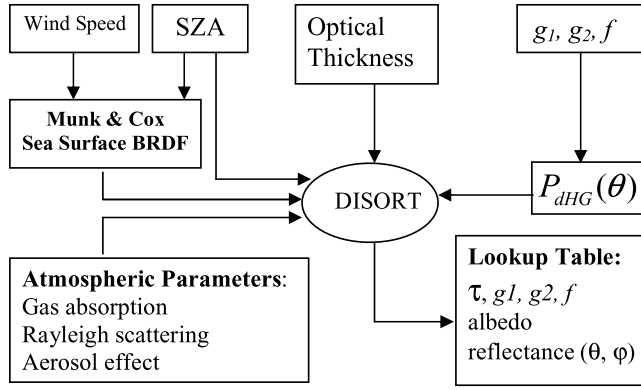 Wind Speed
SZA
Optical
Thickness
g1, g2, f
Munk & Cox
Sea Surface BRDF
DISORT
PdHG(θ)
Atmospheric Parameters:
Gas absorption
Rayleigh scattering
Aerosol effect
Lookup Table:
τ, g1, g2, f
albedo
reflectance (θ, φ)